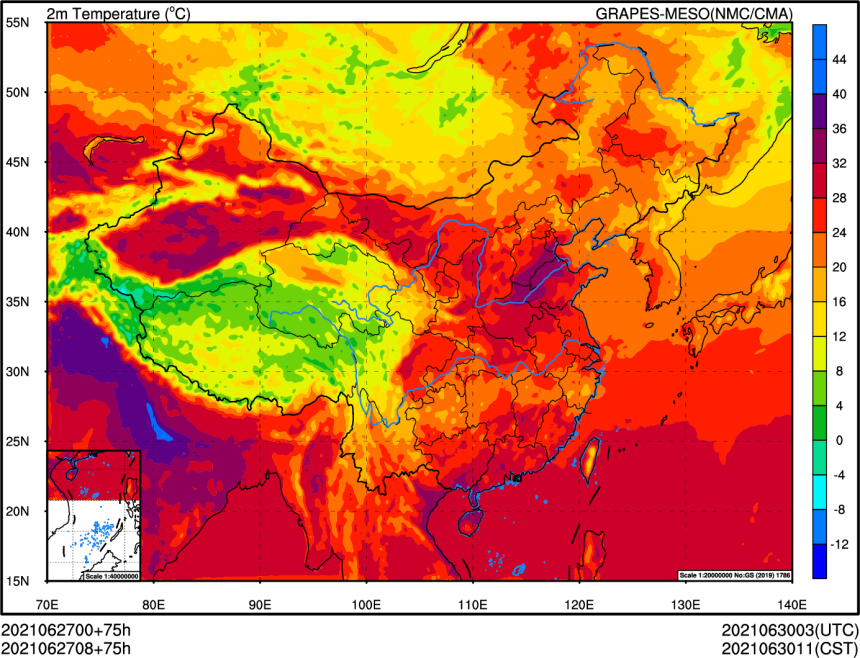 2m Temperature (°C) GRAPES-MESO(NMC/CMA)
55N
50N
45N
40N
35N
30N
25N
20N
15N
70E 80E 90E 100E 110E 120E 130E 140E
44
40
36
32
28
24
20
16
12
8
4
0
-4
-8
-12
Scale 1:40000000
Scale 1:20000000 No:GS (2019) 1786
2021062700+75h 2021063003(UTC)
2021062708+75h 2021063011(CST)